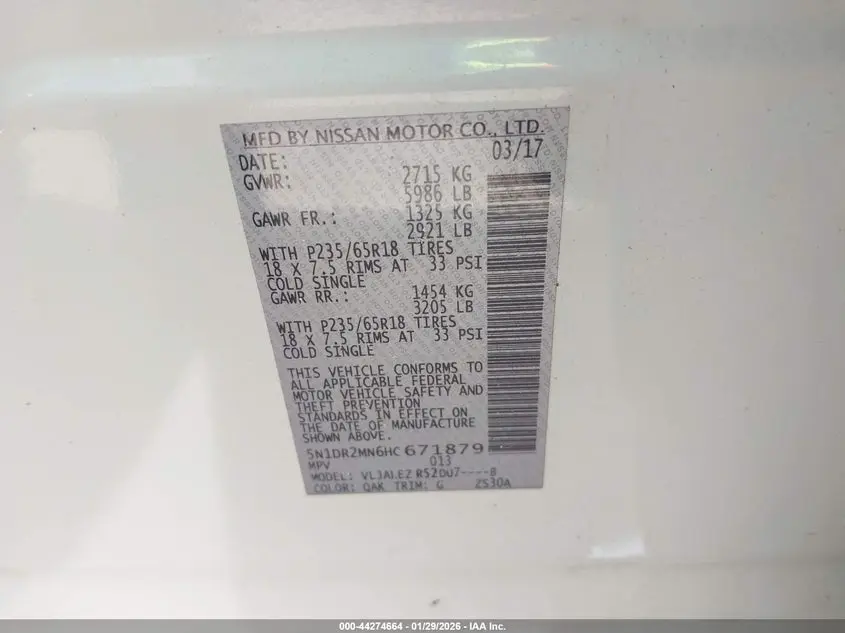 MFD BY NISSAN MOTOR CO., LTD.
DATE: 03/17
GVWR: 2715 KG
5986 LB
GAWR FR.: 1325 KG
2921 LB
WITH P235/65R18 TIRES
18 X 7.5 RIMS AT 33 PSI
COLD SINGLE
GAWR RR.: 1454 KG
3205 LB
WITH P235/65R18 TIRES
18 X 7.5 RIMS AT 33 PSI
COLD SINGLE
THIS VEHICLE CONFORMS TO
ALL APPLICABLE FEDERAL
MOTOR VEHICLE SAFETY AND
THEFT PREVENTION
STANDARDS IN EFFECT ON
THE DATE OF MANUFACTURE
SHOWN ABOVE
5N1DR2MN6HC671879
MPV 013
MODEL: R52DUZ----B
COLOR: QAK TRIM: G ZS30A
000-44274664 - 01/29/2026 - IAA Inc.